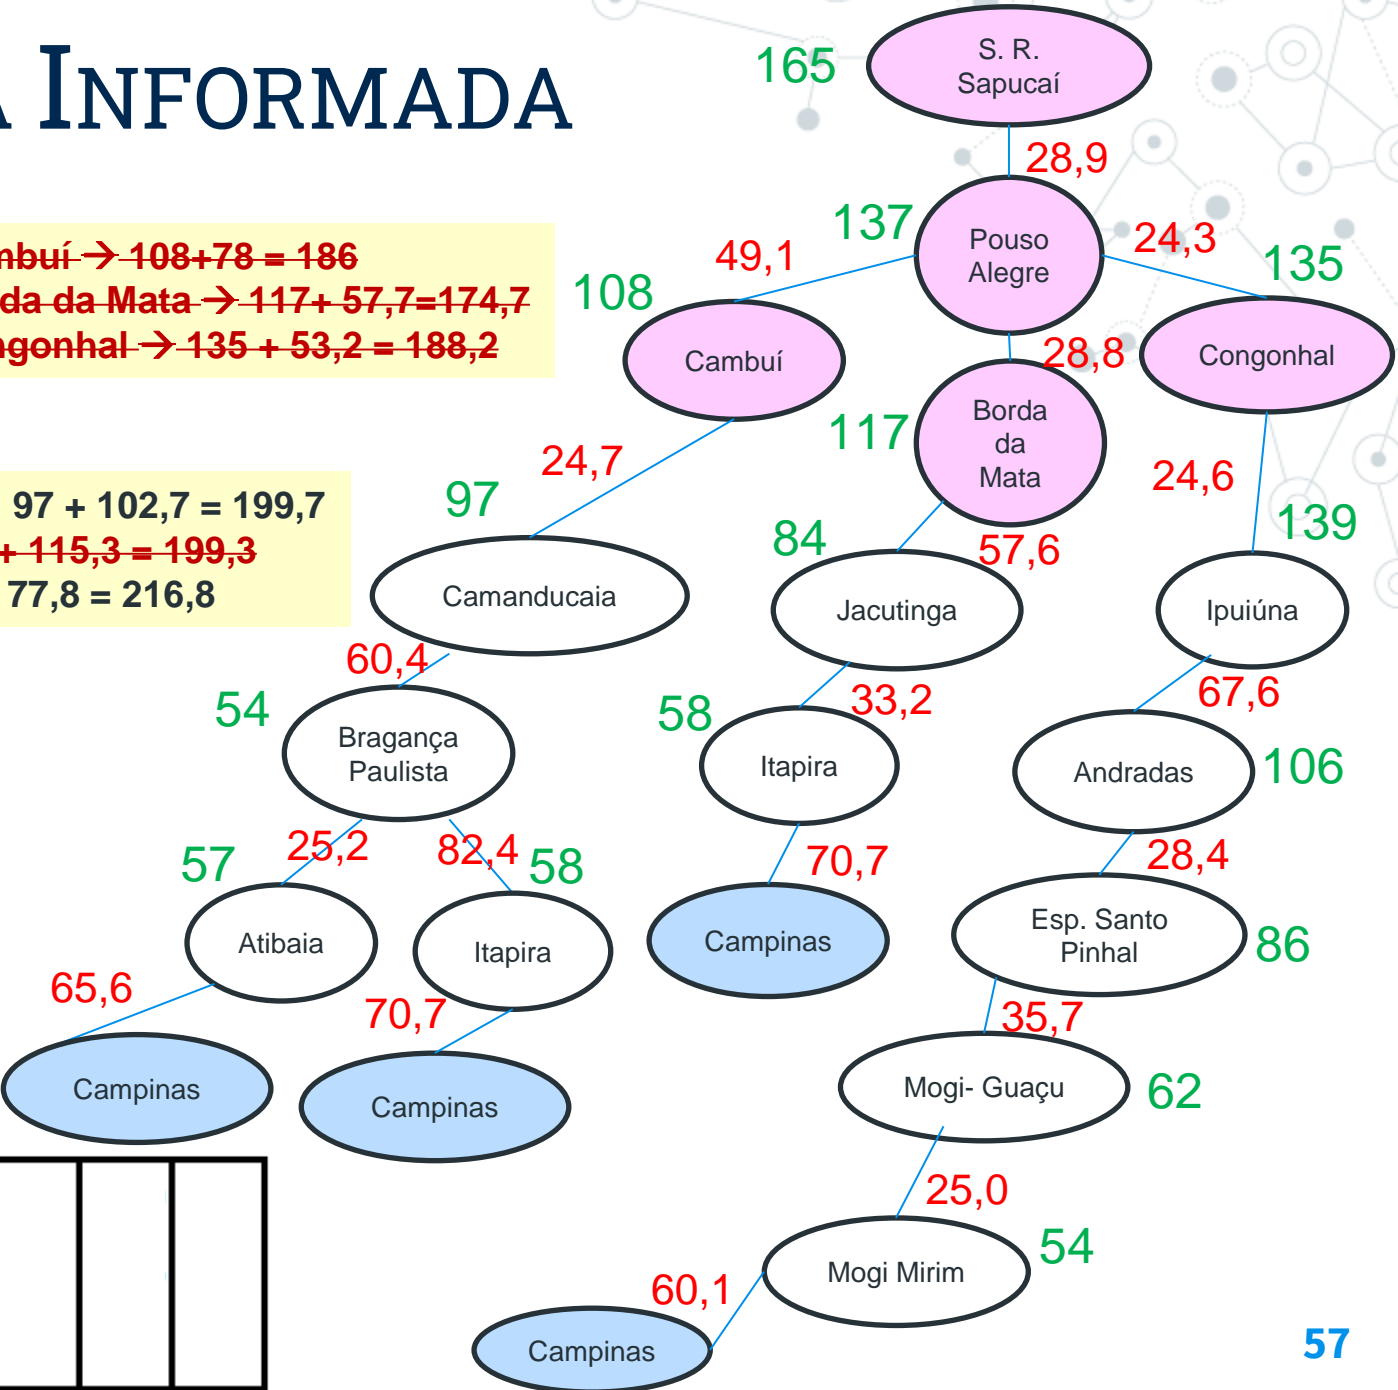 A INFORMADA
165
S. R.
Sapucaí
28,9
137
Pouso
Alegre
49,1
24,3
135
108
Cambuí
28,8
Congonhal
mbuí → 108+78 = 186
da da Mata → 117+ 57,7=174,7
ngonhal → 135 + 53,2 = 188,2
117
Borda
da
Mata
24,7
24,6
97
139
84
57,6
97 + 102,7 = 199,7
+ 115,3 = 199,3
77,8 = 216,8
Camanducaia
Jacutinga
Ipuiúna
60,4
67,6
54
58
33,2
Bragança
Paulista
Itapira
Andradas
106
57
25,2
82,4
58
70,7
28,4
Atibaia
Itapira
Campinas
Esp. Santo
Pinhal
86
65,6
70,7
35,7
Campinas
Campinas
Mogi- Guaçu
62
25,0
Mogi Mirim
54
60,1
Campinas
57